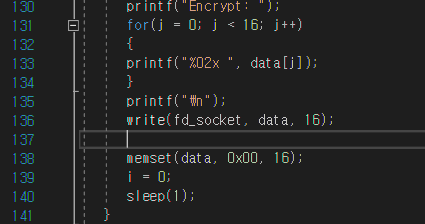 130 printf("Encrypt: ");
131 for(j = 0; j < 16; j++)
132 {
133 printf("%02x ", data[j]);
134 }
135 printf("₩n");
136 write(fd_socket, data, 16);
137
138 memset(data, 0x00, 16);
139 i = 0;
140 sleep(1);
141 }